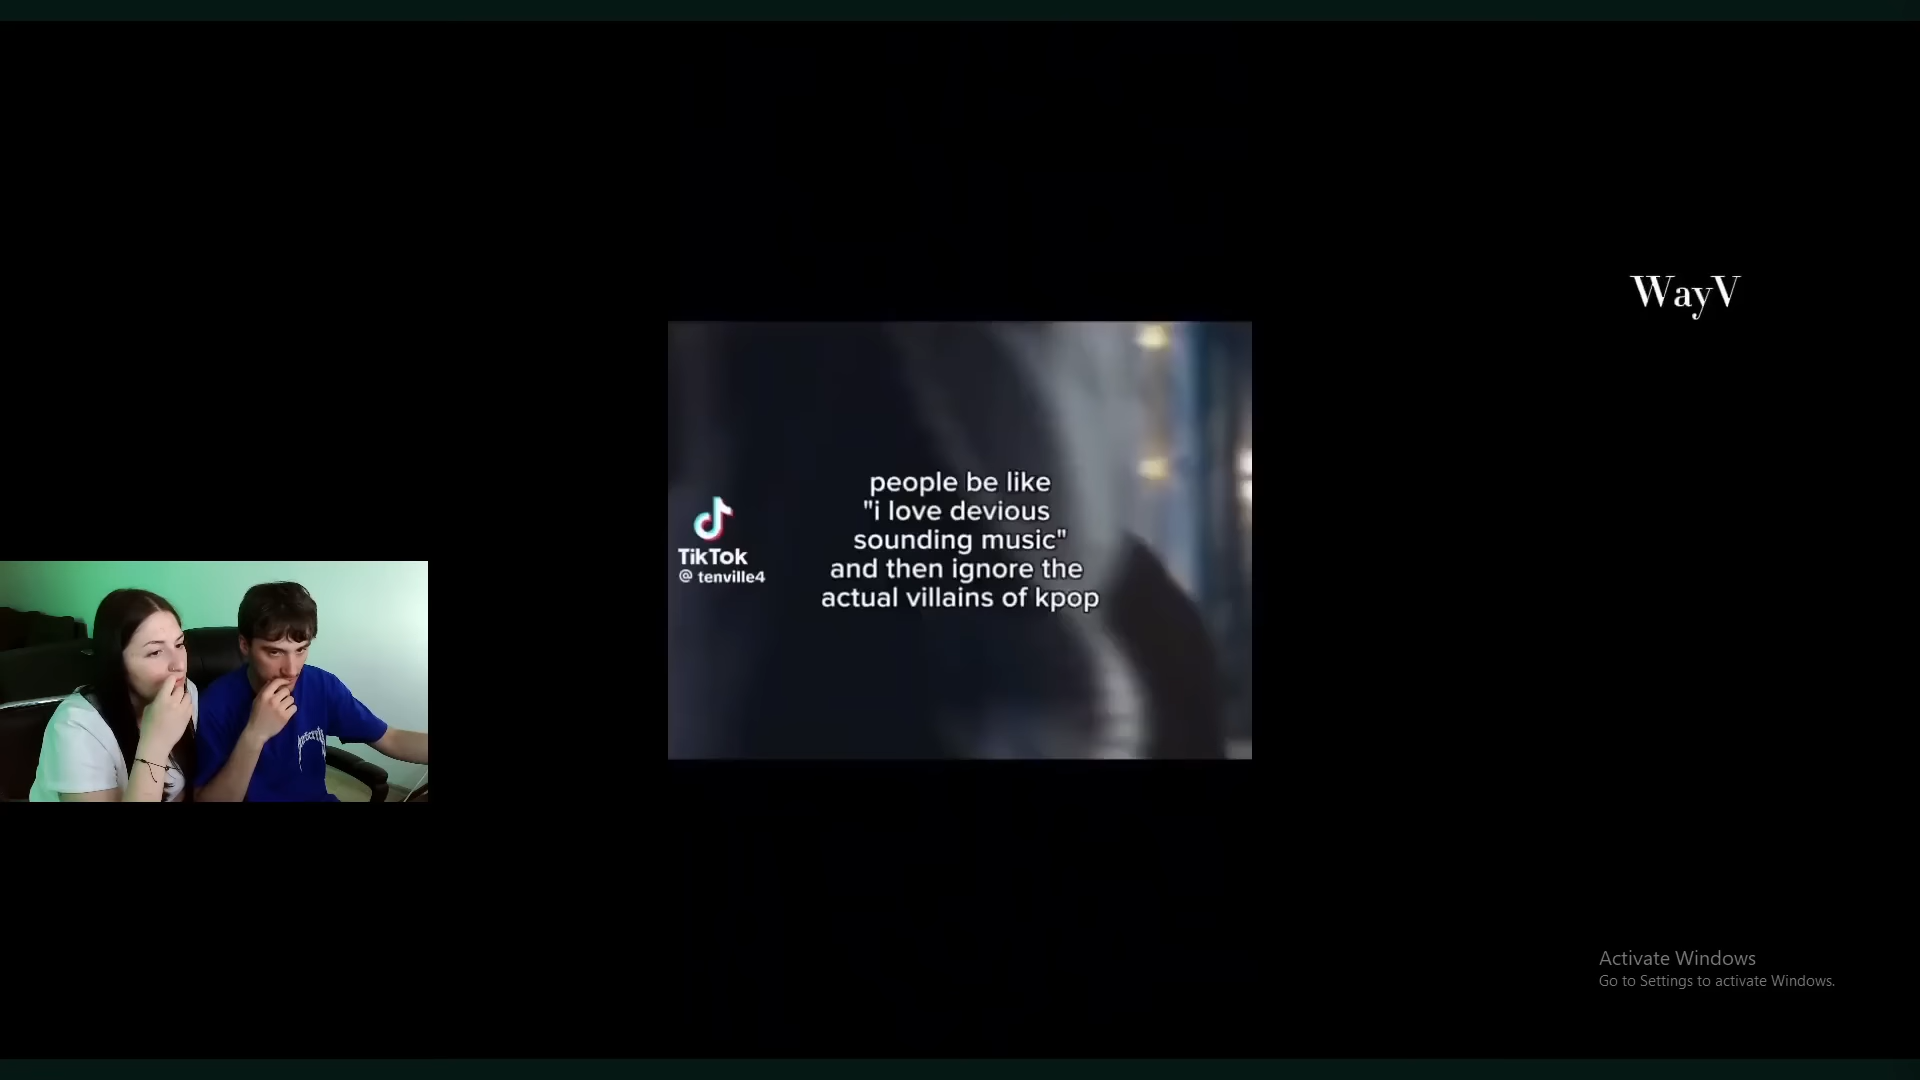 WayV
people be like
"i love devious
sounding music"
and then ignore the
actual villains of kpop
TikTok
@ tenville4
Activate Windows
Go to Settings to activate Windows.